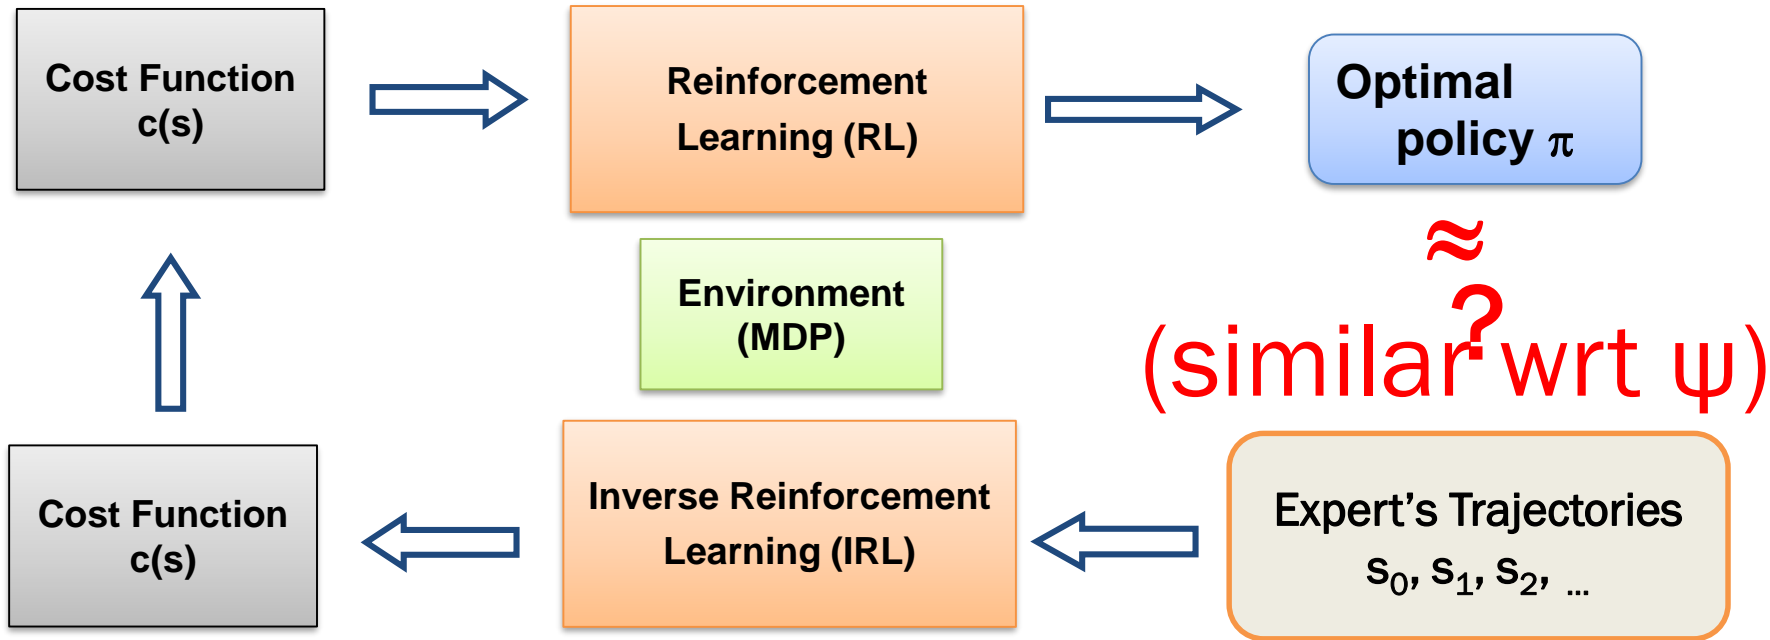 Cost Function
c(s)
Reinforcement
Learning (RL)
Optimal
policy π
≈
?
(similar wrt ψ)
Environment
(MDP)
Cost Function
c(s)
Inverse Reinforcement
Learning (IRL)
Expert’s Trajectories
s₀, s₁, s₂, ...